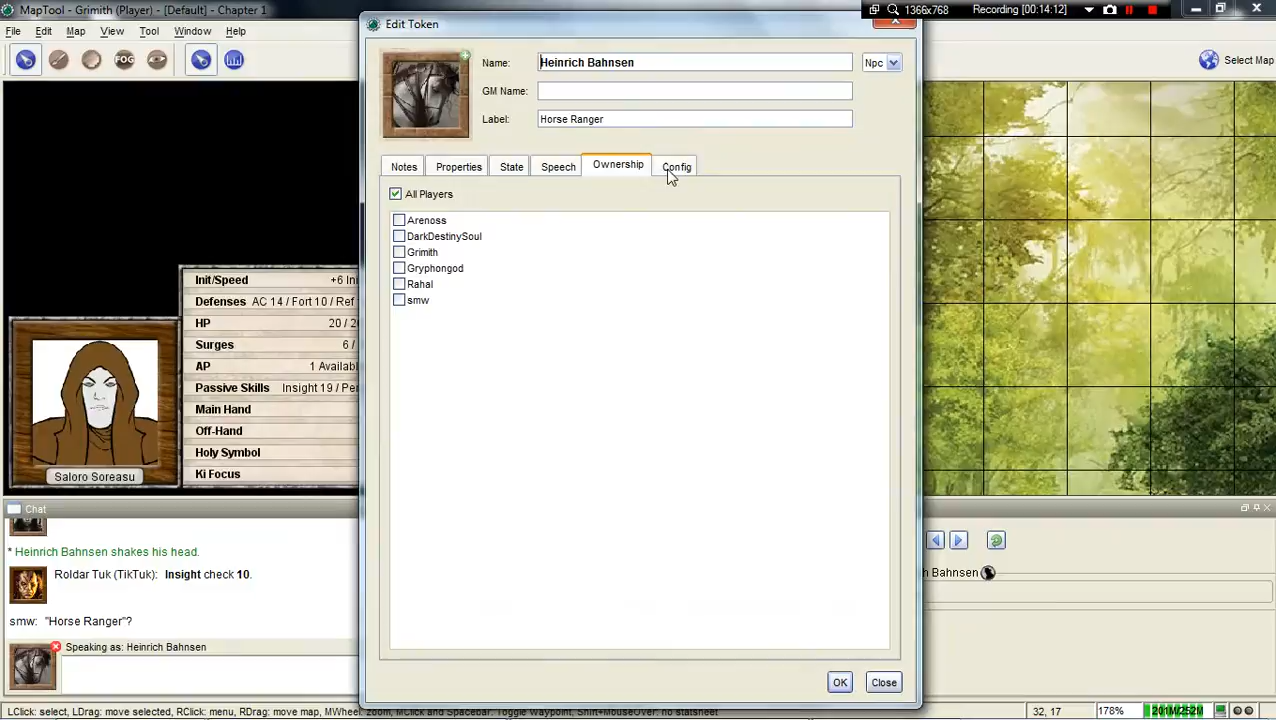 MapTool - Grimith (Player) - [Default] - Chapter 1
1366x768
Recording [00:14:12]
File Edit Map View Tool Window Help
FOG
Select Map
Edit Token
Name: Heinrich Bahnsen Npc
GM Name:
Label: Horse Ranger
Notes Properties State Speech Ownership Config
All Players
Arenoss
DarkDestinySoul
Grimith
Gryphongod
Rahal
smw
OK Close
Init/Speed +6 Ini
Defenses AC 14 / Fort 10 / Ref
HP 20 / 2
Surges 6 /
AP 1 Availab
Passive Skills Insight 19 / Pe
Main Hand
Off-Hand
Holy Symbol
Ki Focus
Saloro Soreasu
Chat
* Heinrich Bahnsen shakes his head.
Roldar Tuk (TikTuk): Insight check 10.
smw: "Horse Ranger"?
Speaking as: Heinrich Bahnsen
h Bahnsen
LClick: select, LDrag: move selected, RClick: menu, RDrag: move map, MWheel: zoom, MClick and Spacebar: Toggle Waypoint, Shift+MouseOver: no statsheet
32, 17
178%
201M/252M